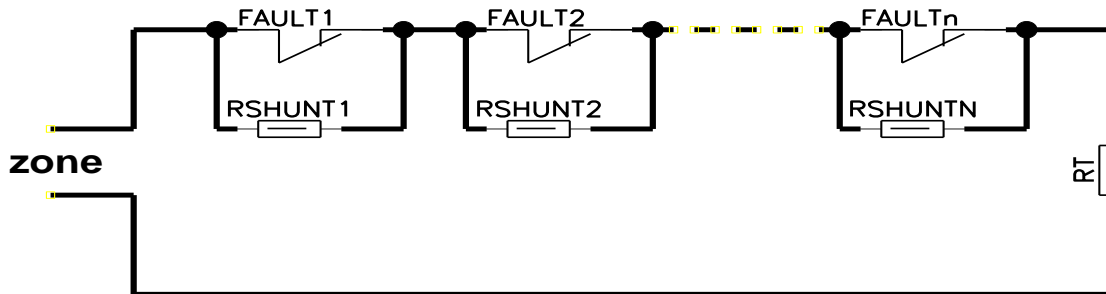 FAULT1
FAULT2
FAULTn
RSHUNT1
RSHUNT2
RSHUNTN
zone
RT